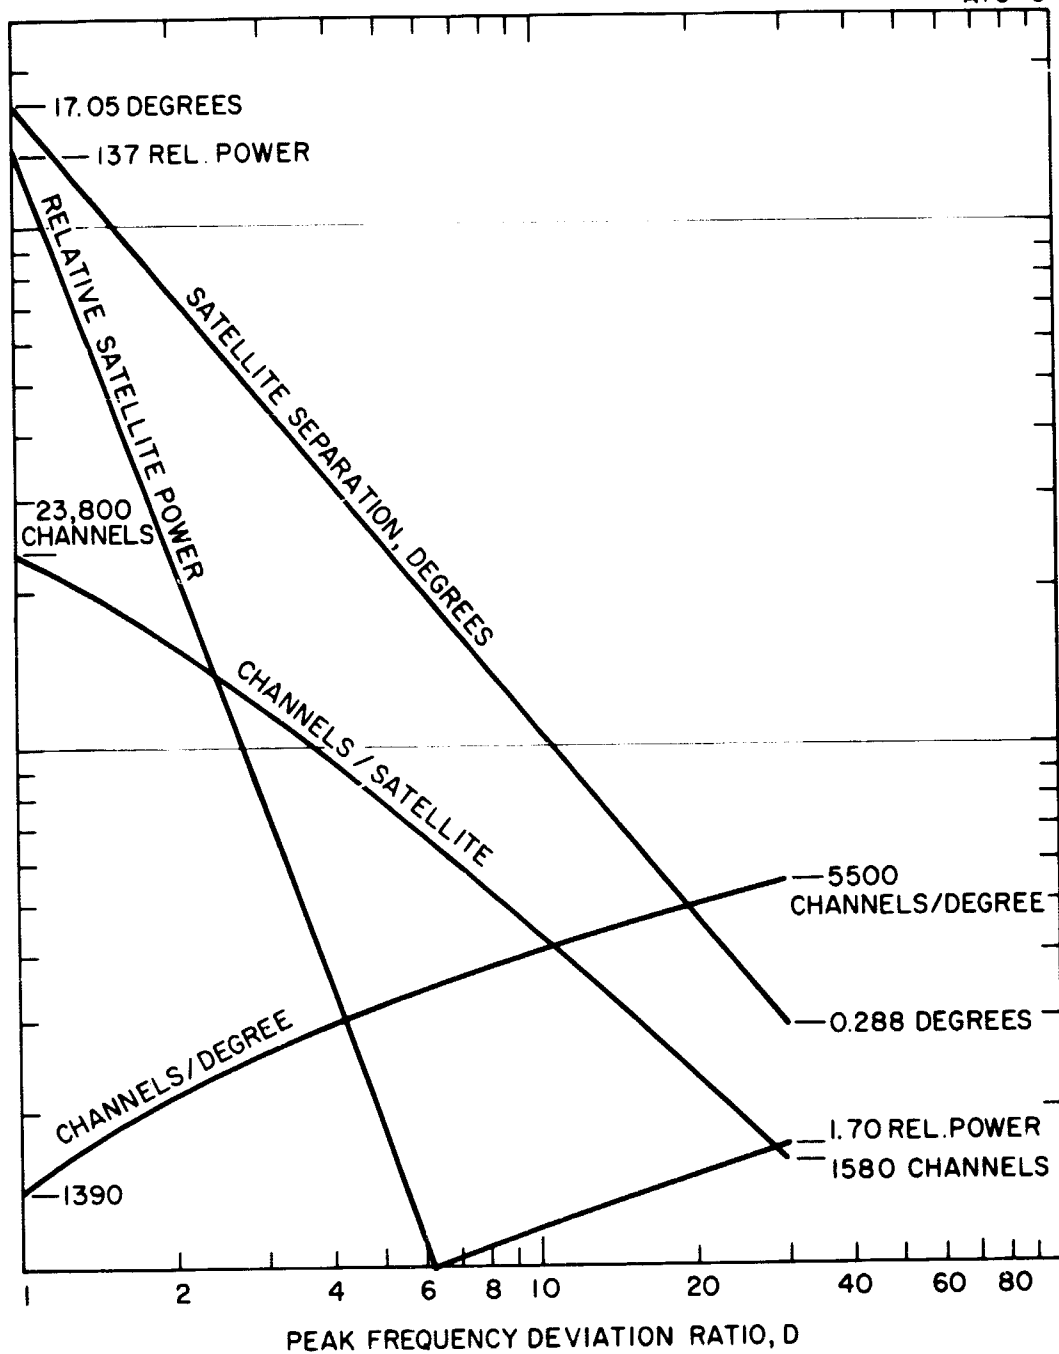 17.05 DEGREES
137 REL. POWER
RELATIVE SATELLITE POWER
SATELLITE SEPARATION, DEGREES
23,800
CHANNELS
CHANNELS/SATELLITE
5500
CHANNELS/DEGREE
0.288 DEGREES
CHANNELS/DEGREE
1.70 REL. POWER
1580 CHANNELS
1390
1 2 4 6 8 10 20 40 60 80
PEAK FREQUENCY DEVIATION RATIO, D